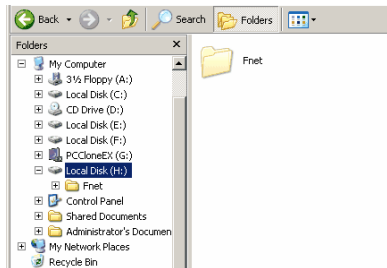 Back
Search
Folders
Folders
My Computer
3½ Floppy (A:)
Local Disk (C:)
CD Drive (D:)
Local Disk (E:)
Local Disk (F:)
PCCloneEX (G:)
Local Disk (H:)
Fnet
Control Panel
Shared Documents
Administrator's Documen
My Network Places
Recycle Bin
Fnet